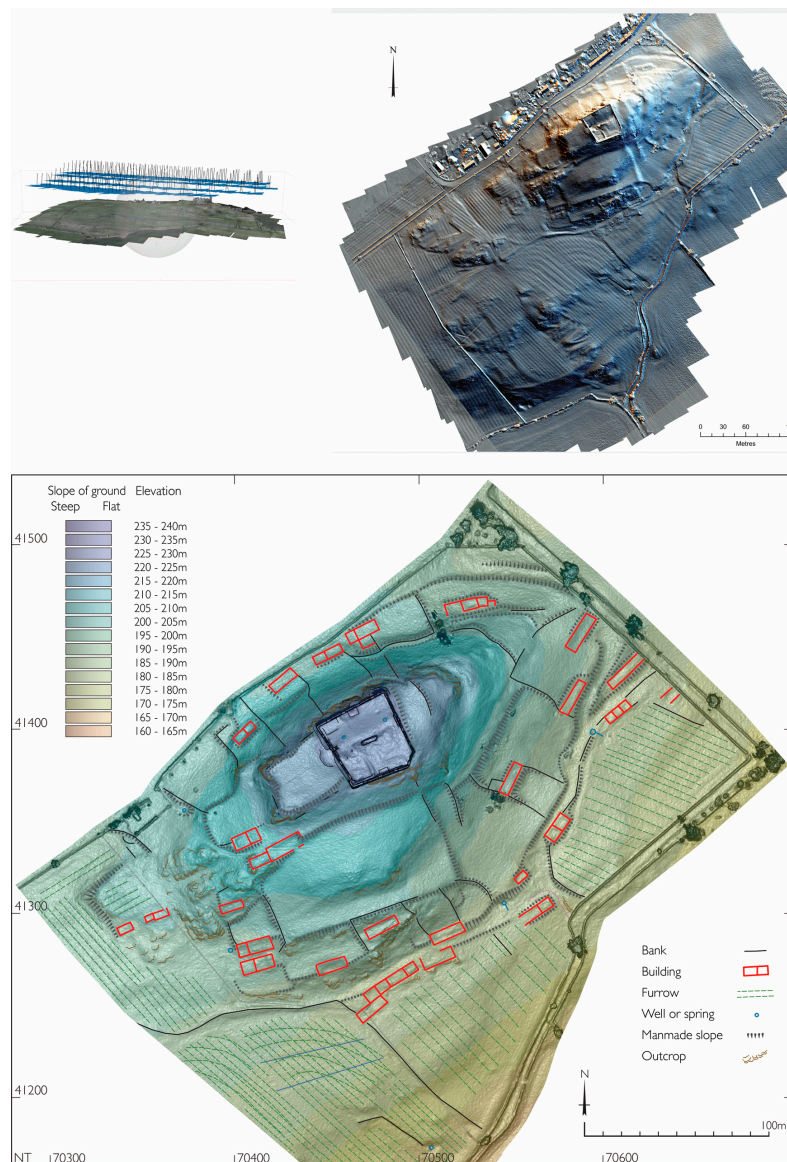 N
0 30 60
Metres
Slope of ground Elevation
Steep Flat
235 - 240m
230 - 235m
225 - 230m
220 - 225m
215 - 220m
210 - 215m
205 - 210m
200 - 205m
195 - 200m
190 - 195m
185 - 190m
180 - 185m
175 - 180m
170 - 175m
165 - 170m
160 - 165m
41500
41400
41300
41200
Bank
Building
Furrow
Well or spring
Manmade slope
Outcrop
N
100m
NT 170300 170400 170500 170600